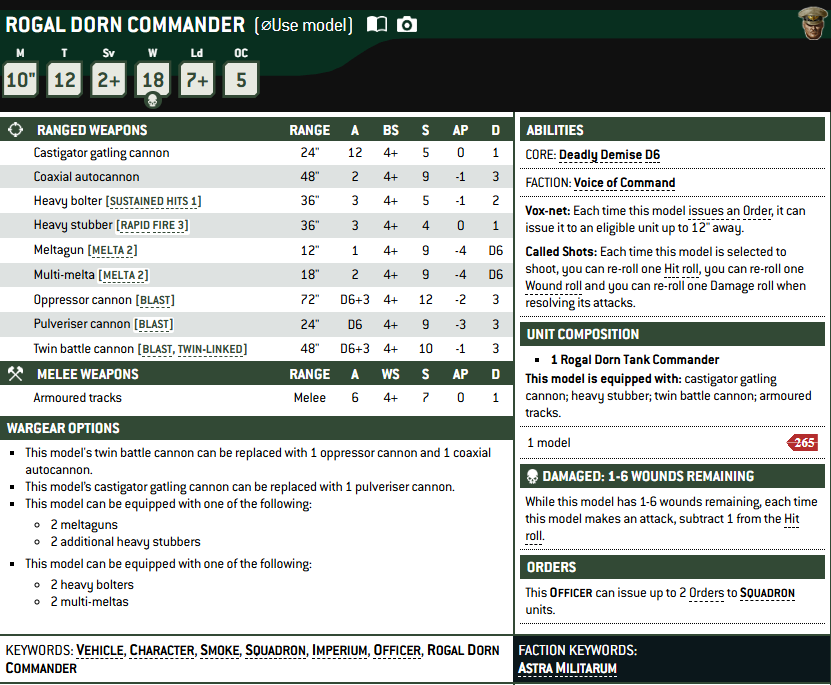 ROGAL DORN COMMANDER (⌀Use model)
M T Sv W Ld OC
10" 12 2+ 18 7+ 5
RANGED WEAPONS RANGE A BS S AP D
Castigator gatling cannon 24" 12 4+ 5 0 1
Coaxial autocannon 48" 2 4+ 9 -1 3
Heavy bolter [SUSTAINED HITS 1] 36" 3 4+ 5 -1 2
Heavy stubber [RAPID FIRE 3] 36" 3 4+ 4 0 1
Meltagun [MELTA 2] 12" 1 4+ 9 -4 D6
Multi-melta [MELTA 2] 18" 2 4+ 9 -4 D6
Oppressor cannon [BLAST] 72" D6+3 4+ 12 -2 3
Pulveriser cannon [BLAST] 24" D6 4+ 9 -3 3
Twin battle cannon [BLAST, TWIN-LINKED] 48" D6+3 4+ 10 -1 3
MELEE WEAPONS RANGE A WS S AP D
Armoured tracks Melee 6 4+ 7 0 1
WARGEAR OPTIONS
▪ This model's twin battle cannon can be replaced with 1 oppressor cannon and 1 coaxial
autocannon.
▪ This model's castigator gatling cannon can be replaced with 1 pulveriser cannon.
▪ This model can be equipped with one of the following:
○ 2 meltaguns
○ 2 additional heavy stubbers
▪ This model can be equipped with one of the following:
○ 2 heavy bolters
○ 2 multi-meltas
ABILITIES
CORE: Deadly Demise D6
FACTION: Voice of Command
Vox-net: Each time this model issues an Order, it can
issue it to an eligible unit up to 12" away.
Called Shots: Each time this model is selected to
shoot, you can re-roll one Hit roll, you can re-roll one
Wound roll and you can re-roll one Damage roll when
resolving its attacks.
UNIT COMPOSITION
▪ 1 Rogal Dorn Tank Commander
This model is equipped with: castigator gatling
cannon; heavy stubber; twin battle cannon; armoured
tracks.
1 model 265
DAMAGED: 1-6 WOUNDS REMAINING
While this model has 1-6 wounds remaining, each time
this model makes an attack, subtract 1 from the Hit
roll.
ORDERS
This OFFICER can issue up to 2 Orders to SQUADRON
units.
KEYWORDS: VEHICLE, CHARACTER, SMOKE, SQUADRON, IMPERIUM, OFFICER, ROGAL DORN
COMMANDER
FACTION KEYWORDS:
ASTRA MILITARUM